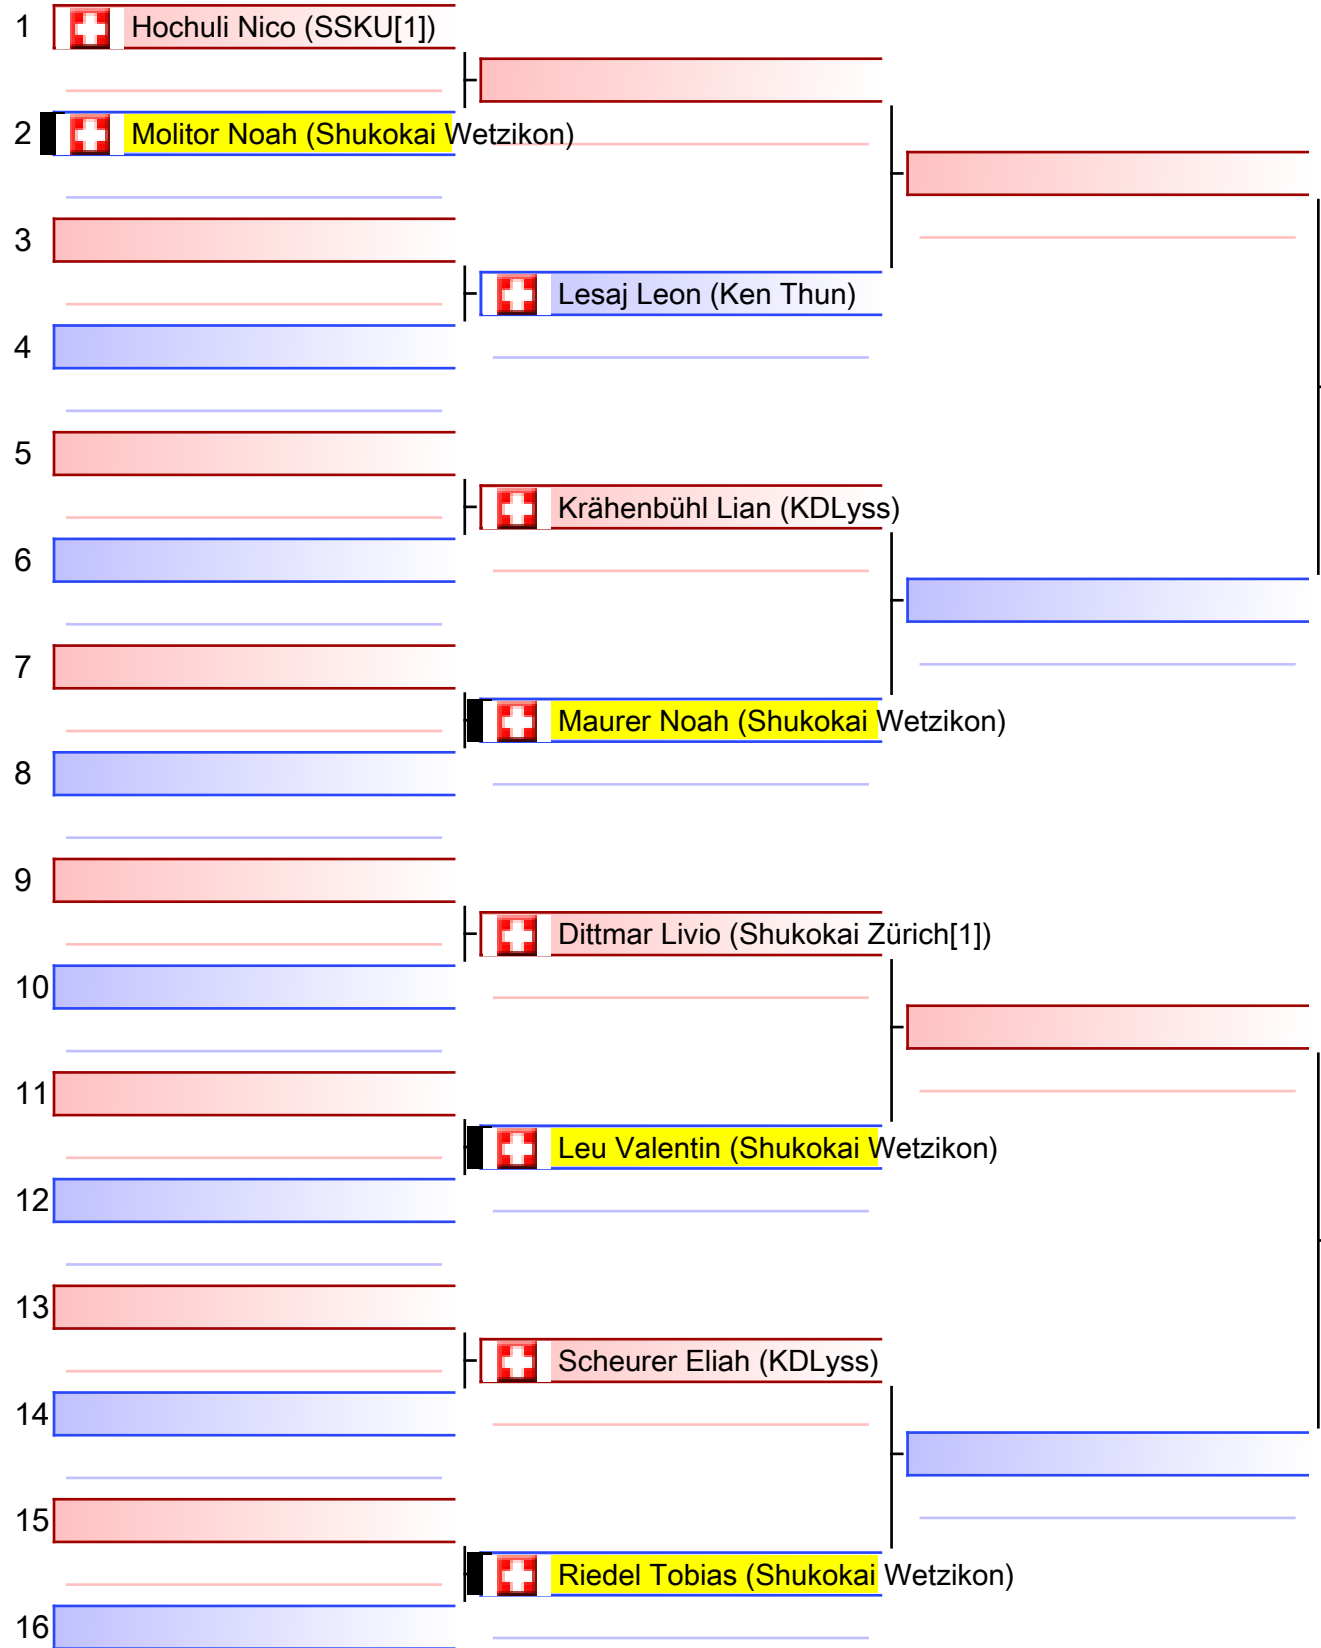 1 Hochuli Nico (SSKU[1])
2 Molitor Noah (Shukokai Wetzikon)
3
Lesaj Leon (Ken Thun)
4
5
Krähenbühl Lian (KDLyss)
6
7
Maurer Noah (Shukokai Wetzikon)
8
9
Dittmar Livio (Shukokai Zürich[1])
10
11
Leu Valentin (Shukokai Wetzikon)
12
13
Scheurer Eliah (KDLyss)
14
15
Riedel Tobias (Shukokai Wetzikon)
16